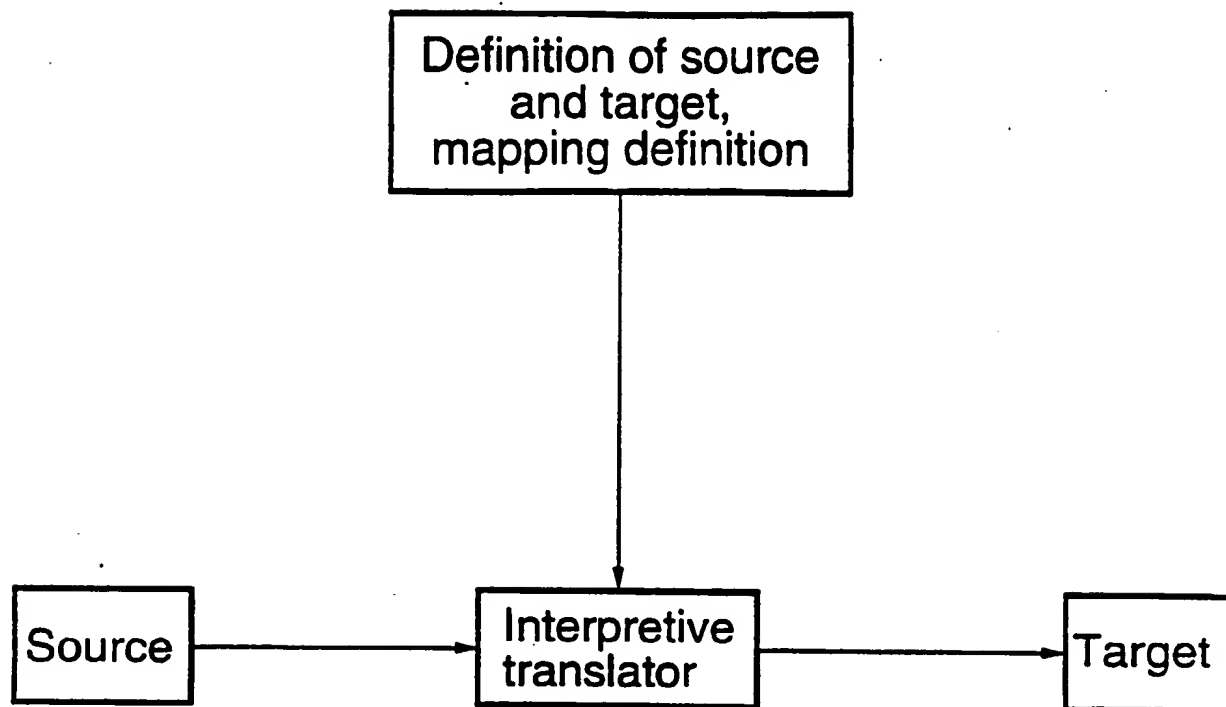 Definition of source
and target,
mapping definition
Source
Interpretive
translator
Target